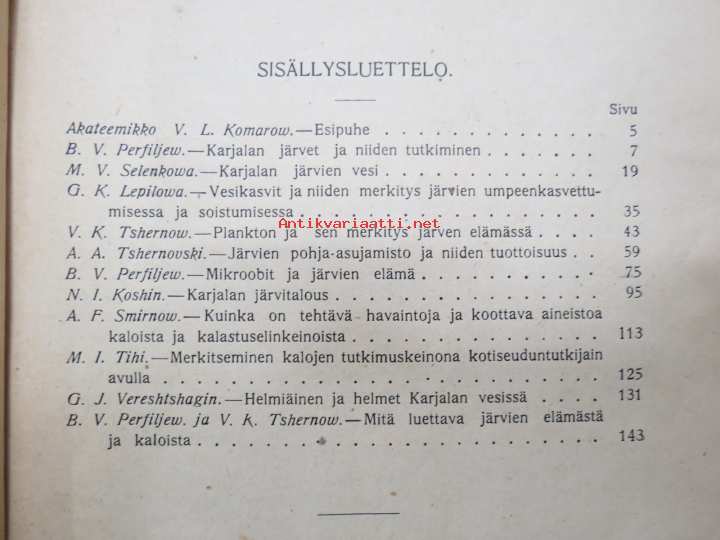 SISÄLLYSLUETTELO.
Sivu
Akateemikko V. L. Komarow.—Esipuhe . . . . . . . . . . . 5
B. V. Perfiljew.—Karjalan järvet ja niiden tutkiminen . . . . . . . 7
M. V. Selenkowa.—Karjalan järvien vesi . . . . . . . . . . . 19
G. K. Lepilowa.—Vesikasvit ja niiden merkitys järvien umpeenkasvettu-
misessa ja soistumisessa . . . . . . . . . . . . . . . 35
Antikvariaatti.net
V. K. Tshernow.—Plankton ja sen merkitys järven elämässä . . . . 43
A. A. Tshernovski.—Järvien pohja-asujamisto ja niiden tuottoisuus . . 59
B. V. Perfiljew.—Mikroobit ja järvien elämä . . . . . . . . . . 75
N. I. Koshin.—Karjalan järvitalous . . . . . . . . . . . . . 95
A. F. Smirnow.—Kuinka on tehtävä havaintoja ja koottava aineistoa
kaloista ja kalastuselinkeinoista . . . . . . . . . . . . . 113
M. I. Tihi.—Merkitseminen kalojen tutkimuskeinona kotiseuduntutkijain
avulla . . . . . . . . . . . . . . . . . . . . . 125
G. J. Vereshtshagin.—Helmiäinen ja helmet Karjalan vesissä . . . . 131
B. V. Perfiljew ja V. K. Tshernow.—Mitä luettava järvien elämästä
ja kaloista . . . . . . . . . . . . . . . . . . . 143